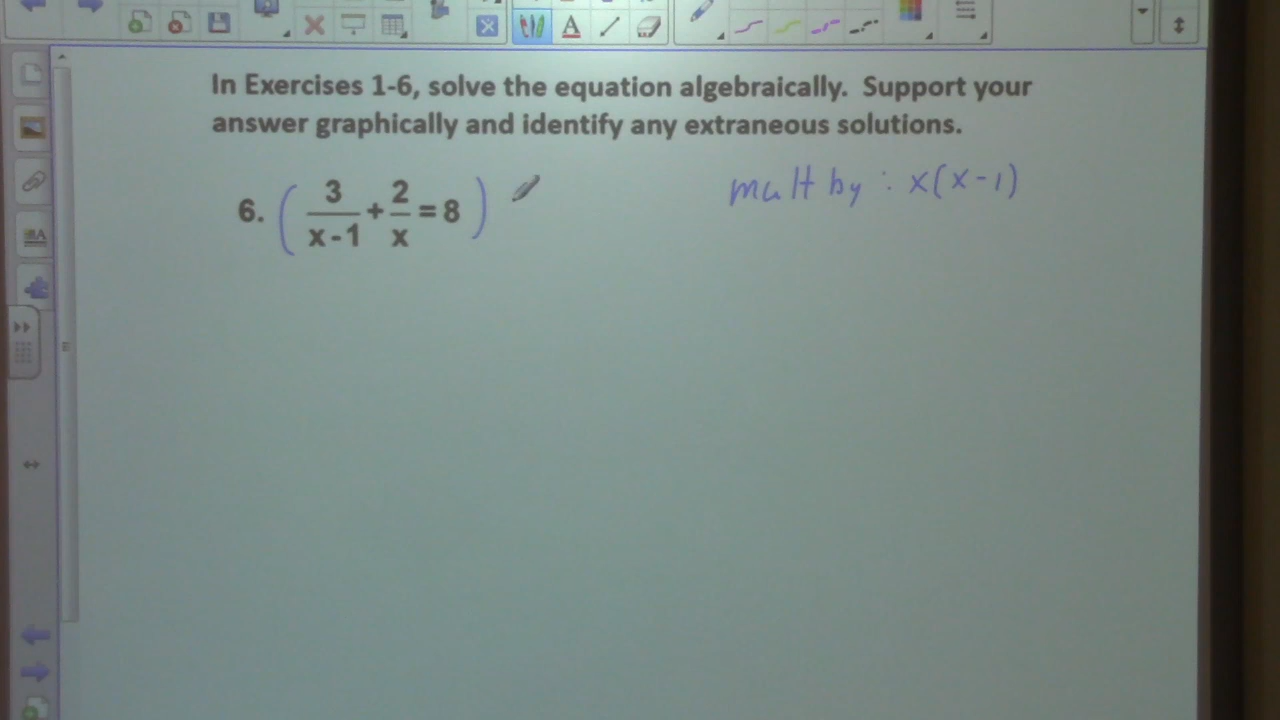 In Exercises 1-6, solve the equation algebraically. Support your
answer graphically and identify any extraneous solutions.
6. ( 3/(x-1) + 2/x = 8 )
mult by : x(x-1)